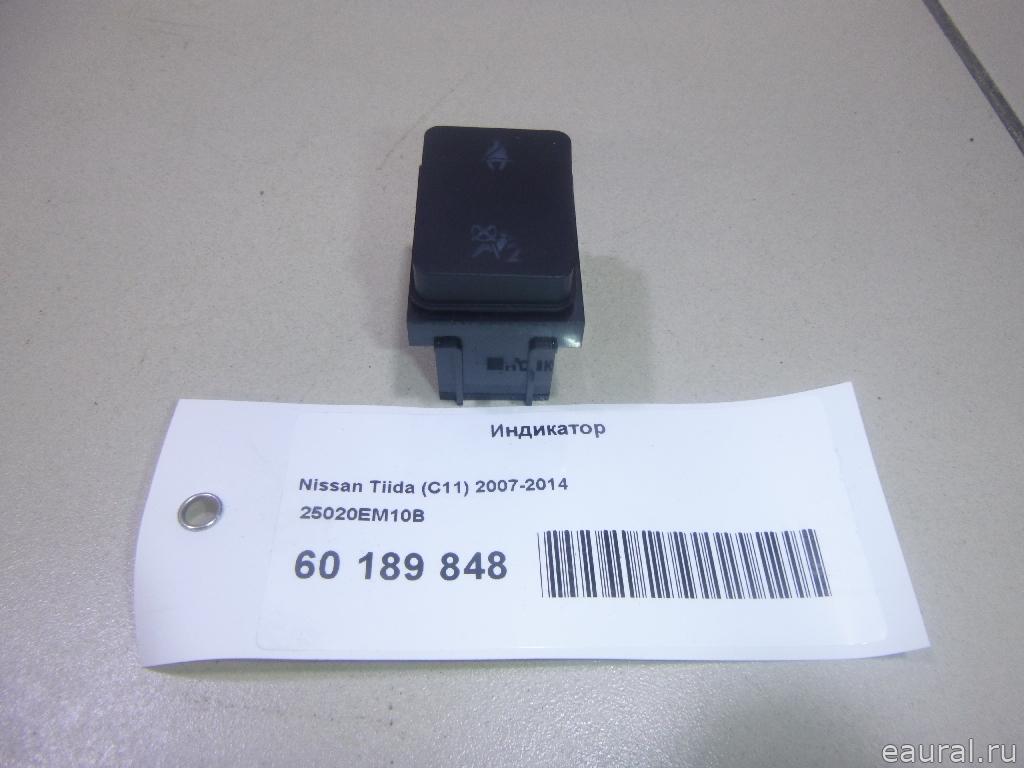 Индикатор
Nissan Tiida (C11) 2007-2014
25020EM10B
60 189 848
eaural.ru